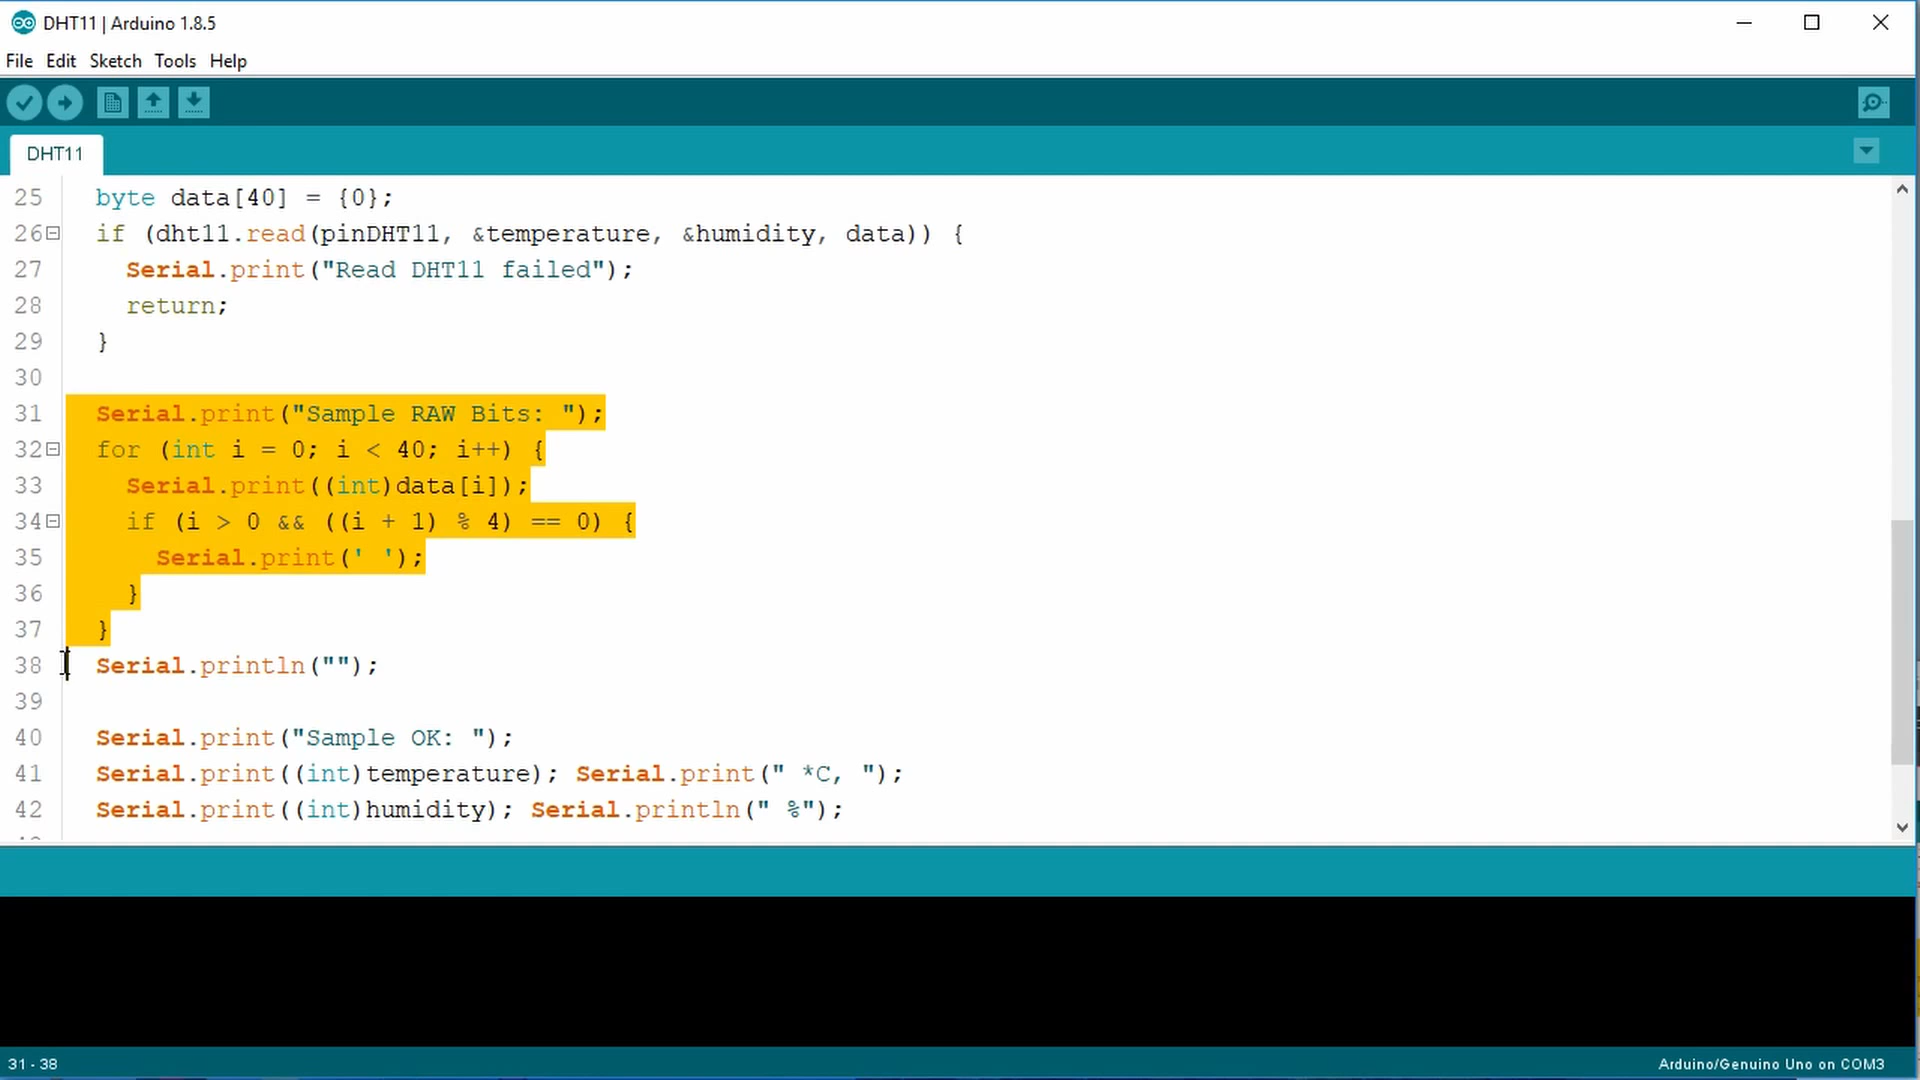 DHT11 | Arduino 1.8.5
File Edit Sketch Tools Help
DHT11
25 byte data[40] = {0};
26 if (dht11.read(pinDHT11, &temperature, &humidity, data)) {
27 Serial.print("Read DHT11 failed");
28 return;
29 }
30
31 Serial.print("Sample RAW Bits: ");
32 for (int i = 0; i < 40; i++) {
33 Serial.print((int)data[i]);
34 if (i > 0 && ((i + 1) % 4) == 0) {
35 Serial.print(' ');
36 }
37 }
38 Serial.println("");
39
40 Serial.print("Sample OK: ");
41 Serial.print((int)temperature); Serial.print(" *C, ");
42 Serial.print((int)humidity); Serial.println(" %");
31 - 38
Arduino/Genuino Uno on COM3